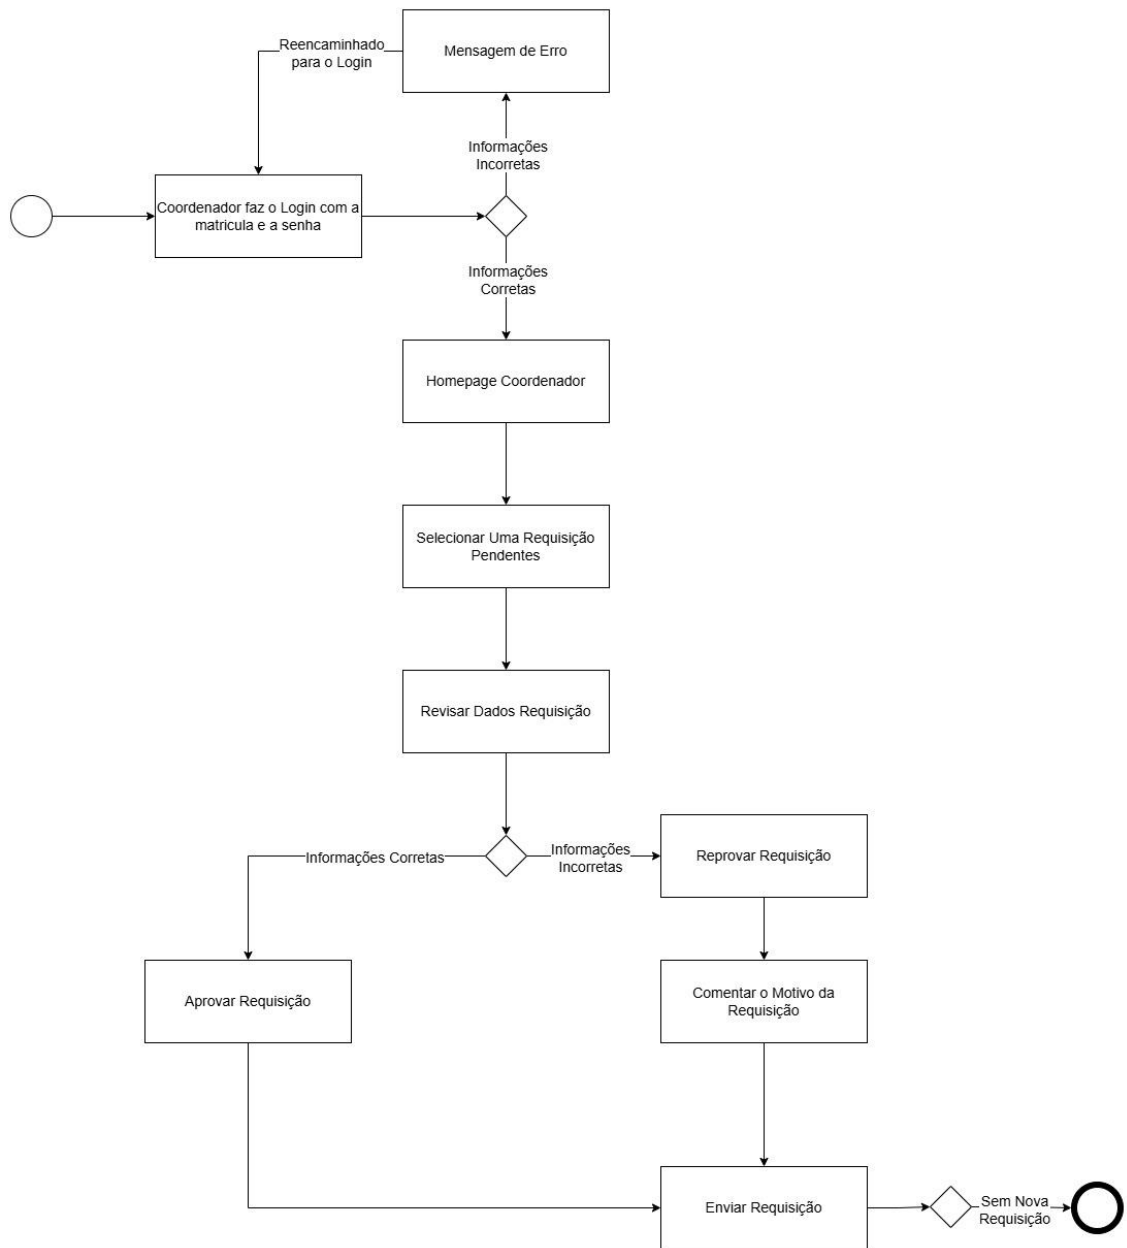 Mensagem de Erro
Reencaminhado
para o Login
Informações
Incorretas
Coordenador faz o Login com a
matricula e a senha
Informações
Corretas
Homepage Coordenador
Selecionar Uma Requisição
Pendentes
Revisar Dados Requisição
Informações Corretas
Informações
Incorretas
Reprovar Requisição
Aprovar Requisição
Comentar o Motivo da
Requisição
Enviar Requisição
Sem Nova
Requisição